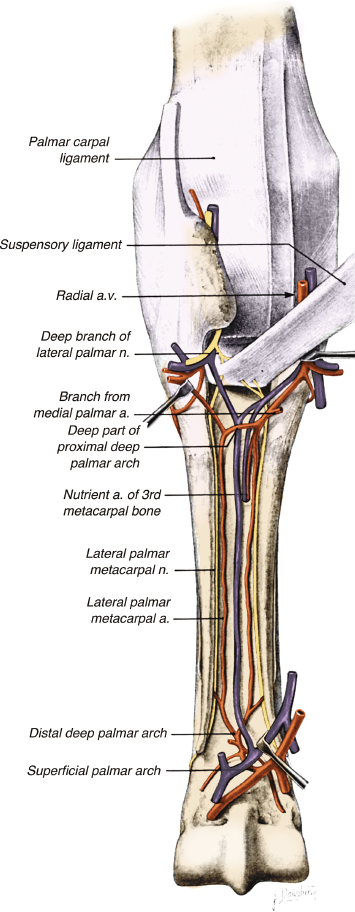 Palmar carpal
ligament
Suspensory ligament
Radial a.v.
Deep branch of
lateral palmar n.
Branch from
medial palmar a.
Deep part of
proximal deep
palmar arch
Nutrient a. of 3rd
metacarpal bone
Lateral palmar
metacarpal n.
Lateral palmar
metacarpal a.
Distal deep palmar arch
Superficial palmar arch